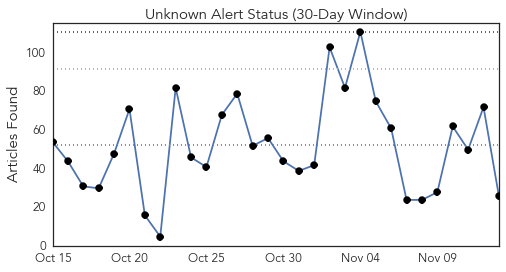 Unknown Alert Status (30-Day Window)
Articles Found
100
80
60
40
20
0
Oct 15
Oct 20
Oct 25
Oct 30
Nov 04
Nov 09